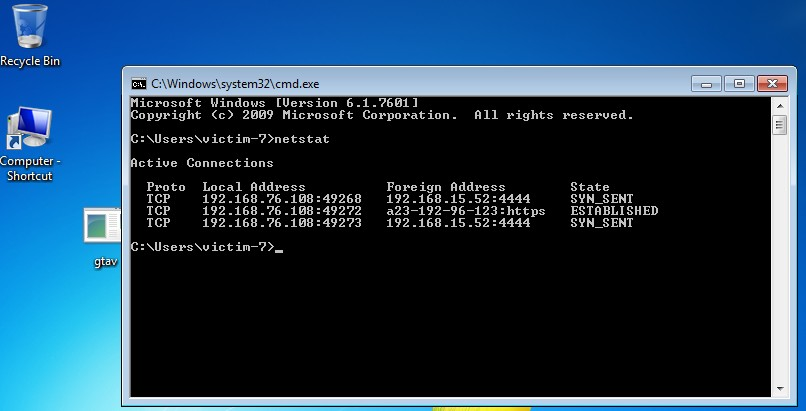 Recycle Bin
Computer -
Shortcut
gtav
C:\Windows\system32\cmd.exe
Microsoft Windows [Version 6.1.7601]
Copyright (c) 2009 Microsoft Corporation.  All rights reserved.
C:\Users\victim-7>netstat
Active Connections
Proto  Local Address          Foreign Address        State
TCP    192.168.76.108:49268   192.168.15.52:4444     SYN_SENT
TCP    192.168.76.108:49272   a23-192-96-123:https   ESTABLISHED
TCP    192.168.76.108:49273   192.168.15.52:4444     SYN_SENT
C:\Users\victim-7>_